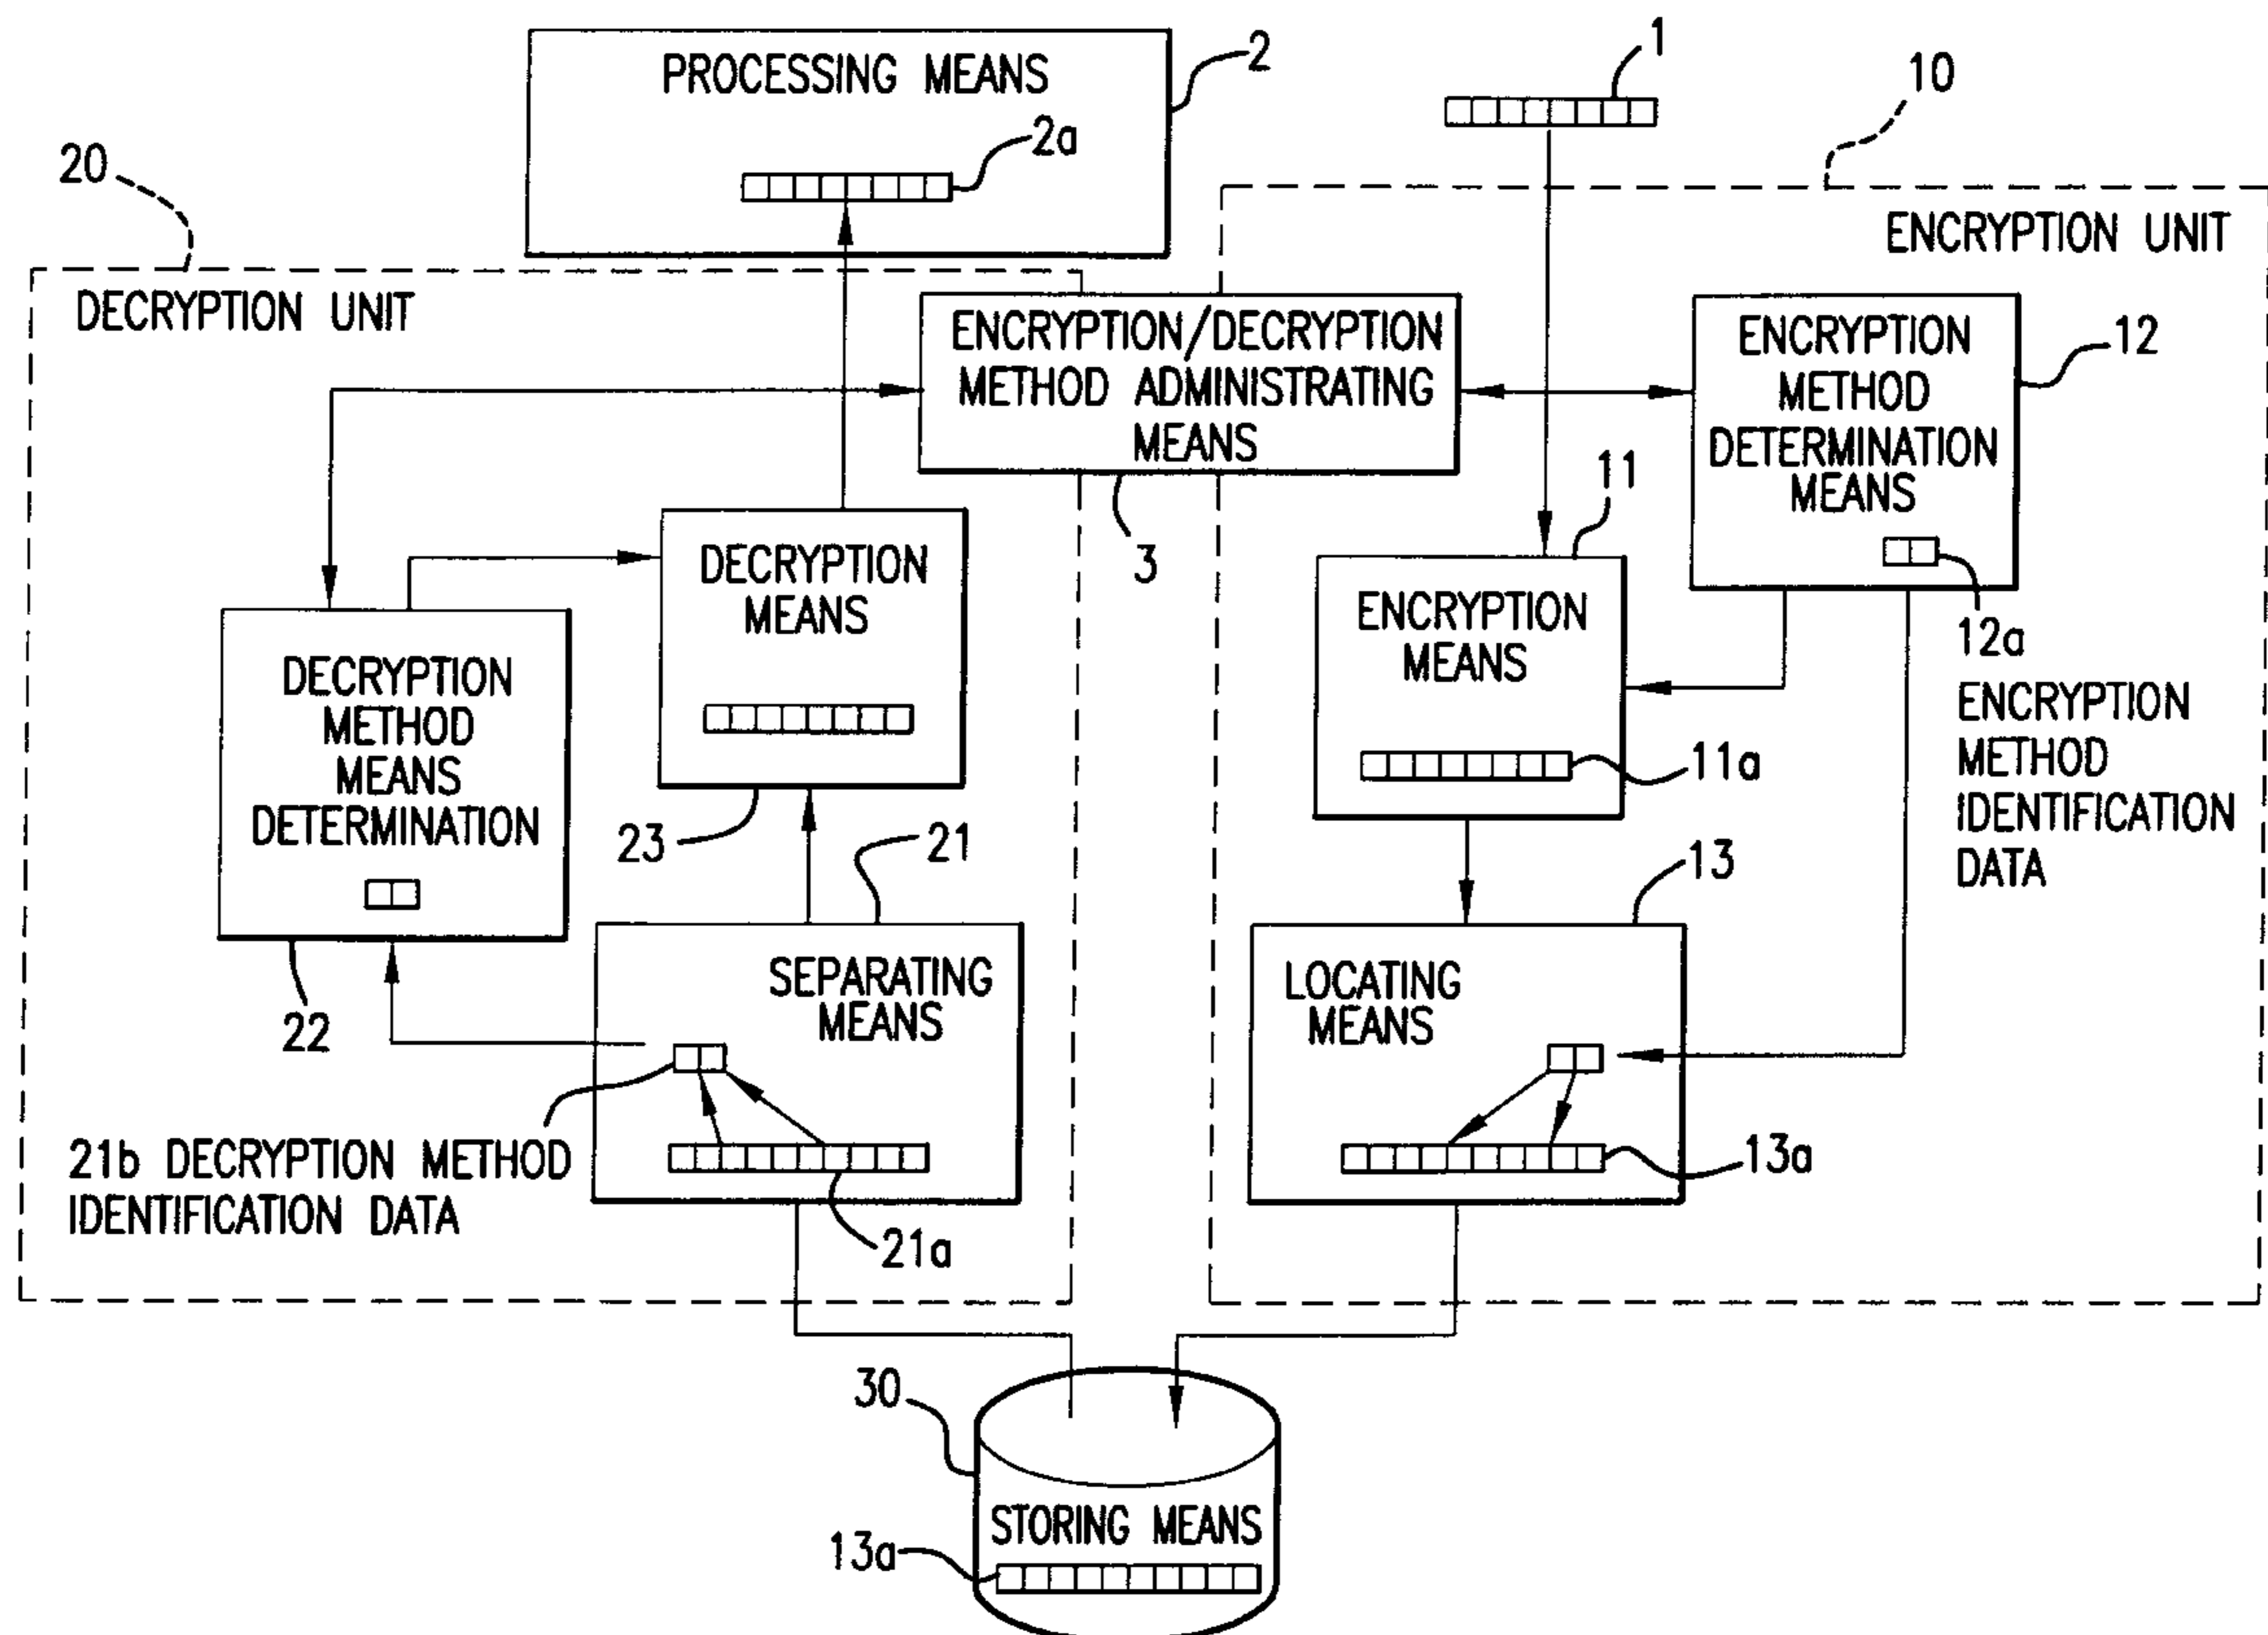 PROCESSING MEANS
2
2a
1
10
20
ENCRYPTION UNIT
DECRYPTION UNIT
ENCRYPTION/DECRYPTION
METHOD ADMINISTRATING
MEANS
3
ENCRYPTION
METHOD
DETERMINATION
MEANS
12
12a
ENCRYPTION
METHOD
IDENTIFICATION
DATA
11
ENCRYPTION
MEANS
11a
DECRYPTION
MEANS
23
DECRYPTION
METHOD
MEANS
DETERMINATION
22
21
SEPARATING
MEANS
21b DECRYPTION METHOD
IDENTIFICATION DATA
21a
13
LOCATING
MEANS
13a
30
STORING MEANS
13a